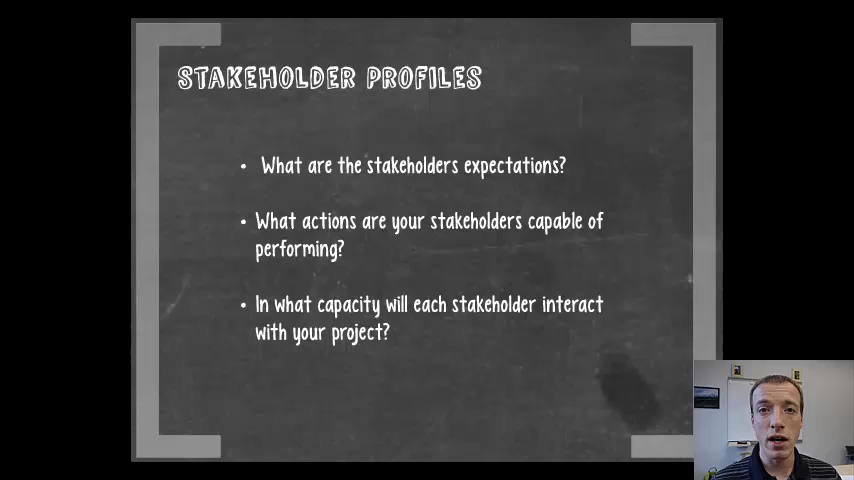 STAKEHOLDER PROFILES
• What are the stakeholders expectations?
• What actions are your stakeholders capable of
performing?
• In what capacity will each stakeholder interact
with your project?